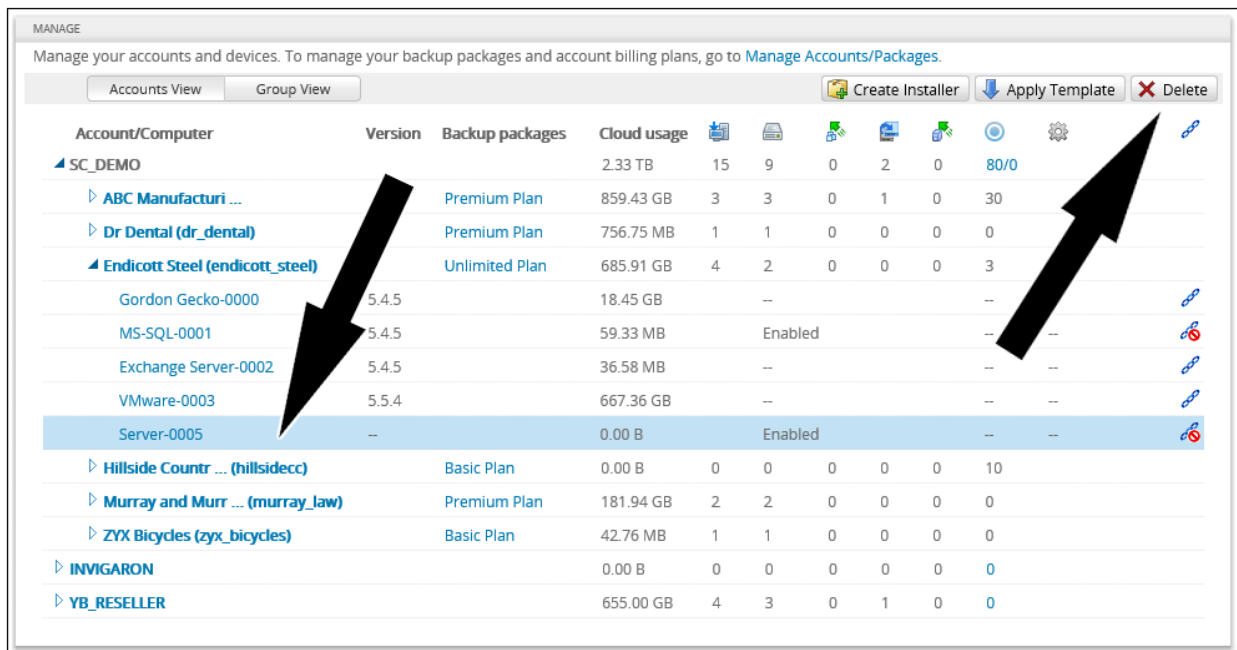 MANAGE
Manage your accounts and devices. To manage your backup packages and account billing plans, go to Manage Accounts/Packages.
Accounts View Group View Create Installer Apply Template Delete
Account/Computer Version Backup packages Cloud usage
SC_DEMO 2.33 TB 15 9 0 2 0 80/0
ABC Manufacturi ... Premium Plan 859.43 GB 3 3 0 1 0 30
Dr Dental (dr_dental) Premium Plan 756.75 MB 1 1 0 0 0 0
Endicott Steel (endicott_steel) Unlimited Plan 685.91 GB 4 2 0 0 0 3
Gordon Gecko-0000 5.4.5 18.45 GB -- --
MS-SQL-0001 5.4.5 59.33 MB Enabled -- --
Exchange Server-0002 5.4.5 36.58 MB -- -- --
VMware-0003 5.5.4 667.36 GB -- -- --
Server-0005 -- 0.00 B Enabled -- --
Hillside Countr ... (hillsidecc) Basic Plan 0.00 B 0 0 0 0 0 10
Murray and Murr ... (murray_law) Premium Plan 181.94 GB 2 2 0 0 0 0
ZYX Bicycles (zyx_bicycles) Basic Plan 42.76 MB 1 1 0 0 0 0
INVIGARON 0.00 B 0 0 0 0 0 0
YB_RESELLER 655.00 GB 4 3 0 1 0 0